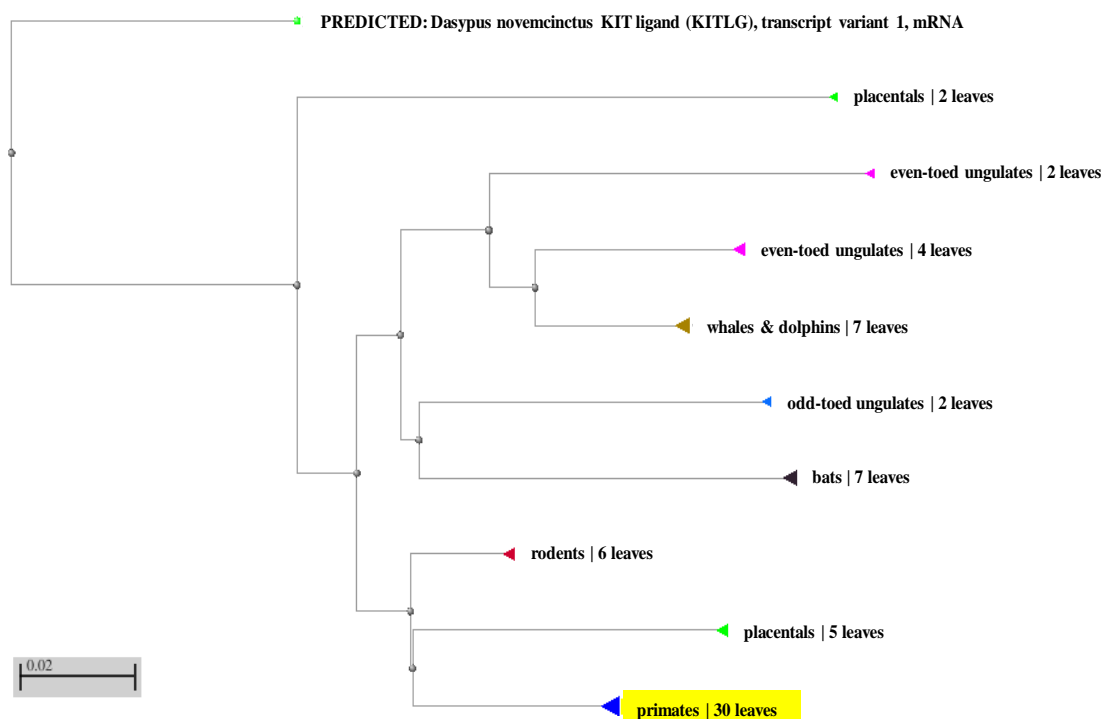 PREDICTED: Dasypus novemcinctus KIT ligand (KITLG), transcript variant 1, mRNA
placentals | 2 leaves
even-toed ungulates | 2 leaves
even-toed ungulates | 4 leaves
whales & dolphins | 7 leaves
odd-toed ungulates | 2 leaves
bats | 7 leaves
rodents | 6 leaves
placentals | 5 leaves
0.02
primates | 30 leaves